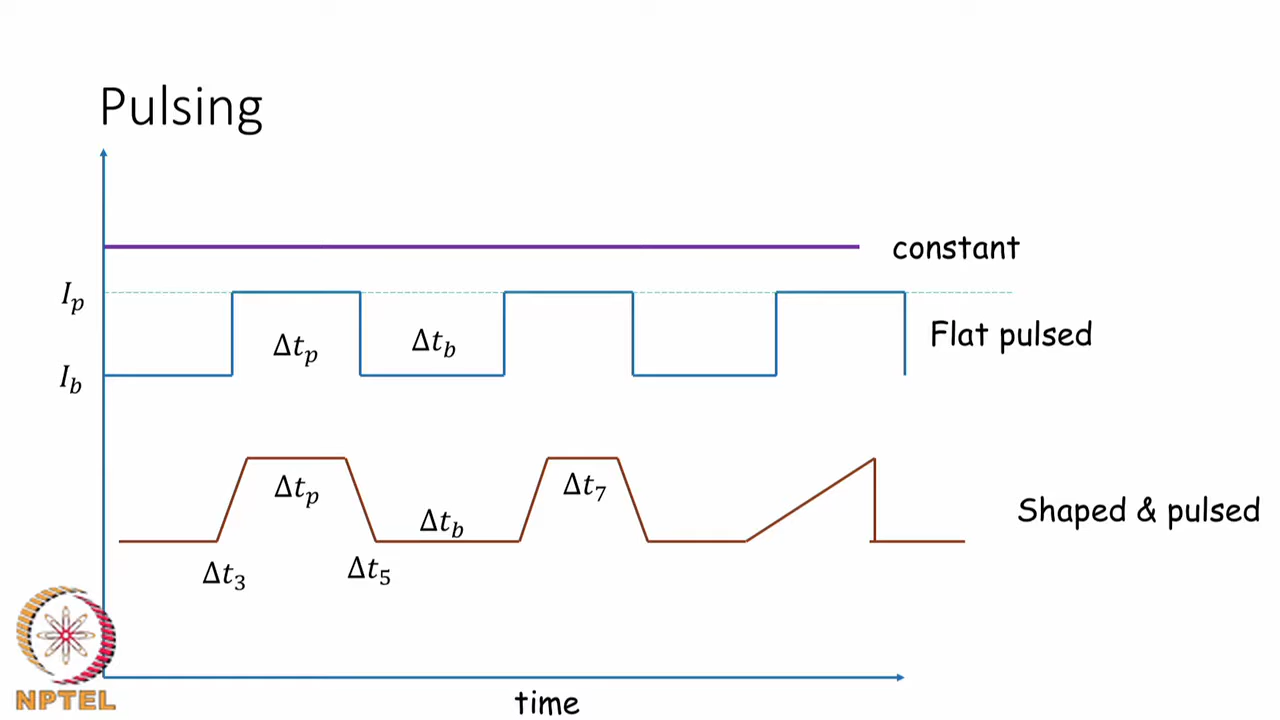 Pulsing
constant
I_p
Δt_p
Δt_b
Flat pulsed
I_b
Δt_p
Δt_7
Δt_b
Shaped & pulsed
Δt_3
Δt_5
NPTEL
time